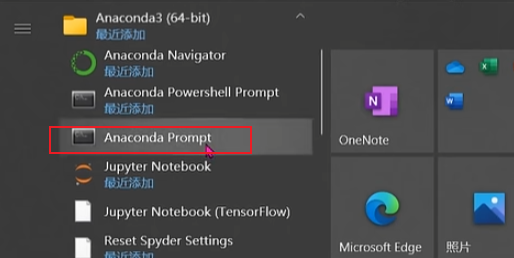 Anaconda3 (64-bit)
最近添加
Anaconda Navigator
最近添加
Anaconda Powershell Prompt
最近添加
Anaconda Prompt
Jupyter Notebook
最近添加
Jupyter Notebook (TensorFlow)
Reset Spyder Settings
最近添加
OneNote
Microsoft Edge
照片